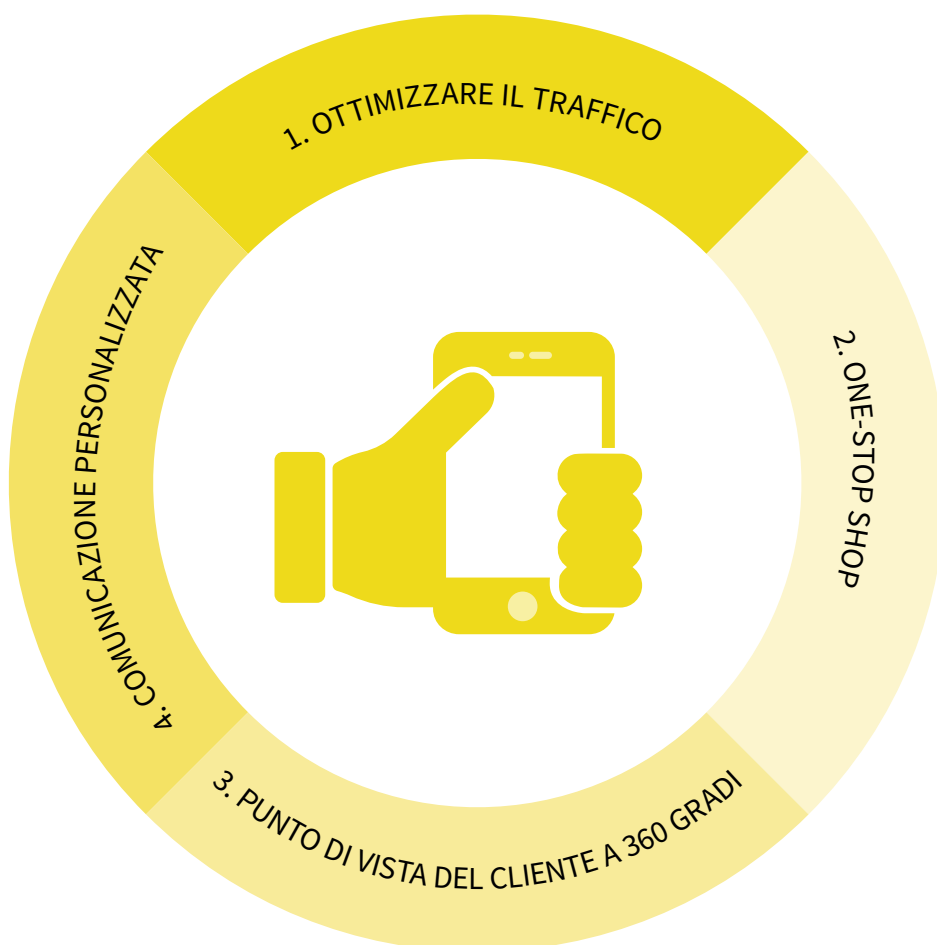 1. OTTIMIZZARE IL TRAFFICO
2. ONE-STOP SHOP
3. PUNTO DI VISTA DEL CLIENTE A 360 GRADI
4. COMUNICAZIONE PERSONALIZZATA